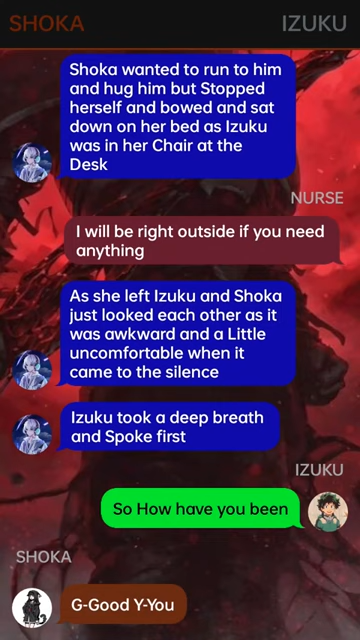 SHOKA IZUKU
Shoka wanted to run to him
and hug him but Stopped
herself and bowed and sat
down on her bed as Izuku
was in her Chair at the
Desk
NURSE
I will be right outside if you need
anything
As she left Izuku and Shoka
just looked each other as it
was awkward and a Little
uncomfortable when it
came to the silence
Izuku took a deep breath
and Spoke first
IZUKU
So How have you been
SHOKA
G-Good Y-You